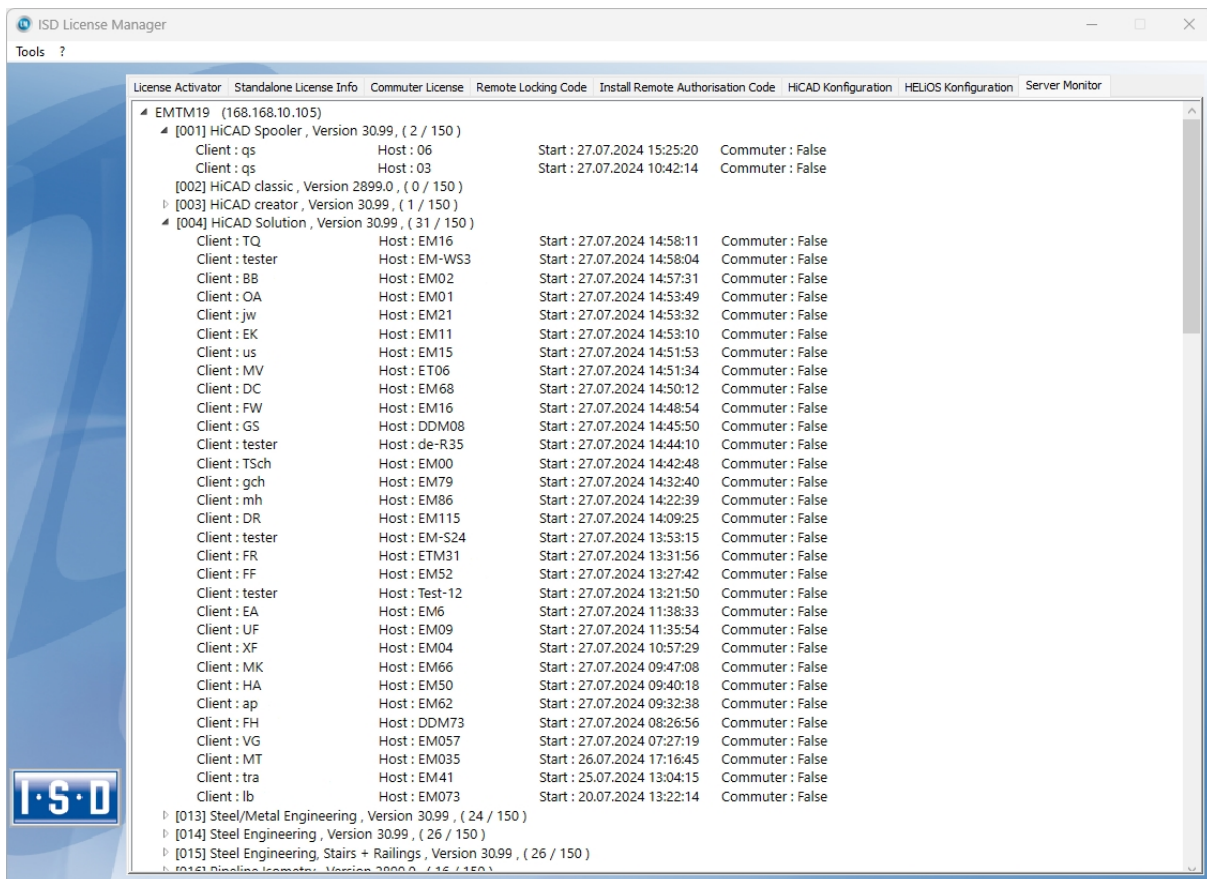 ISD License Manager
Tools ?
License Activator Standalone License Info Commuter License Remote Locking Code Install Remote Authorisation Code HiCAD Konfiguration HELiOS Konfiguration Server Monitor
EMTM19 (168.168.10.105)
[001] HiCAD Spooler , Version 30.99, ( 2 / 150 )
Client : qs Host : 06 Start : 27.07.2024 15:25:20 Commuter : False
Client : qs Host : 03 Start : 27.07.2024 10:42:14 Commuter : False
[002] HiCAD classic , Version 2899.0 , ( 0 / 150 )
[003] HiCAD creator , Version 30.99 , ( 1 / 150 )
[004] HiCAD Solution , Version 30.99 , ( 31 / 150 )
Client : TQ Host : EM16 Start : 27.07.2024 14:58:11 Commuter : False
Client : tester Host : EM-WS3 Start : 27.07.2024 14:58:04 Commuter : False
Client : BB Host : EM02 Start : 27.07.2024 14:57:31 Commuter : False
Client : OA Host : EM01 Start : 27.07.2024 14:53:49 Commuter : False
Client : jw Host : EM21 Start : 27.07.2024 14:53:32 Commuter : False
Client : EK Host : EM11 Start : 27.07.2024 14:53:10 Commuter : False
Client : us Host : EM15 Start : 27.07.2024 14:51:53 Commuter : False
Client : MV Host : ET06 Start : 27.07.2024 14:51:34 Commuter : False
Client : DC Host : EM68 Start : 27.07.2024 14:50:12 Commuter : False
Client : FW Host : EM16 Start : 27.07.2024 14:48:54 Commuter : False
Client : GS Host : DDM08 Start : 27.07.2024 14:45:50 Commuter : False
Client : tester Host : de-R35 Start : 27.07.2024 14:44:10 Commuter : False
Client : TSch Host : EM00 Start : 27.07.2024 14:42:48 Commuter : False
Client : gch Host : EM79 Start : 27.07.2024 14:32:40 Commuter : False
Client : mh Host : EM86 Start : 27.07.2024 14:22:39 Commuter : False
Client : DR Host : EM115 Start : 27.07.2024 14:09:25 Commuter : False
Client : tester Host : EM-S24 Start : 27.07.2024 13:53:15 Commuter : False
Client : FR Host : ETM31 Start : 27.07.2024 13:31:56 Commuter : False
Client : FF Host : EM52 Start : 27.07.2024 13:27:42 Commuter : False
Client : tester Host : Test-12 Start : 27.07.2024 13:21:50 Commuter : False
Client : EA Host : EM6 Start : 27.07.2024 11:38:33 Commuter : False
Client : UF Host : EM09 Start : 27.07.2024 11:35:54 Commuter : False
Client : XF Host : EM04 Start : 27.07.2024 10:57:29 Commuter : False
Client : MK Host : EM66 Start : 27.07.2024 09:47:08 Commuter : False
Client : HA Host : EM50 Start : 27.07.2024 09:40:18 Commuter : False
Client : ap Host : EM62 Start : 27.07.2024 09:32:38 Commuter : False
Client : FH Host : DDM73 Start : 27.07.2024 08:26:56 Commuter : False
Client : VG Host : EM057 Start : 27.07.2024 07:27:19 Commuter : False
Client : MT Host : EM035 Start : 26.07.2024 17:16:45 Commuter : False
Client : tra Host : EM41 Start : 25.07.2024 13:04:15 Commuter : False
Client : lb Host : EM073 Start : 20.07.2024 13:22:14 Commuter : False
I·S·D
[013] Steel/Metal Engineering , Version 30.99 , ( 24 / 150 )
[014] Steel Engineering , Version 30.99 , ( 26 / 150 )
[015] Steel Engineering, Stairs + Railings , Version 30.99 , ( 26 / 150 )
[016] Pipeline Isometry , Version 2899.0 , ( 16 / 150 )